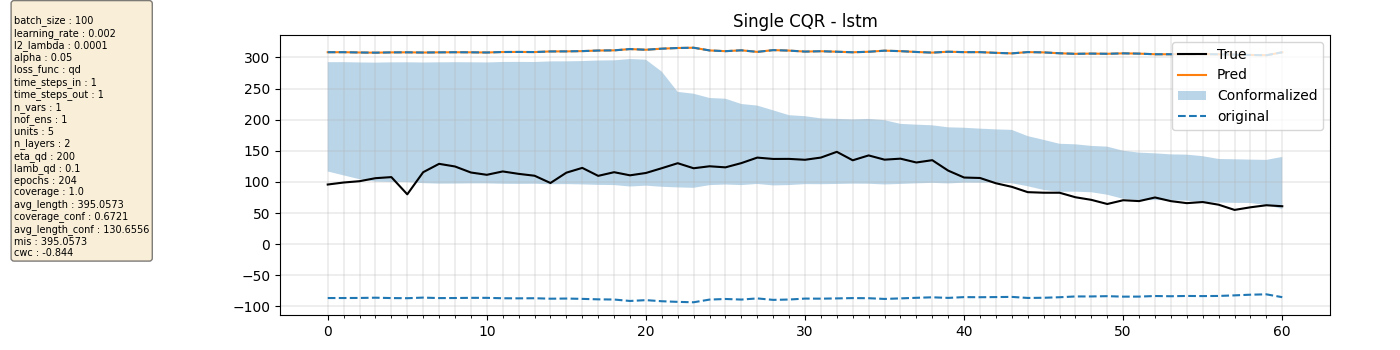 batch_size : 100
learning_rate : 0.002
l2_lambda : 0.0001
alpha : 0.05
loss_func : qd
time_steps_in : 1
time_steps_out : 1
n_vars : 1
nof_ens : 1
units : 5
n_layers : 2
eta_qd : 200
lamb_qd : 0.1
epochs : 204
coverage : 1.0
avg_length : 395.0573
coverage_conf : 0.6721
avg_length_conf : 130.6556
mis : 395.0573
cwc : -0.844
Single CQR - lstm
300
250
200
150
100
50
0
−50
−100
True
Pred
Conformalized
original
0 10 20 30 40 50 60